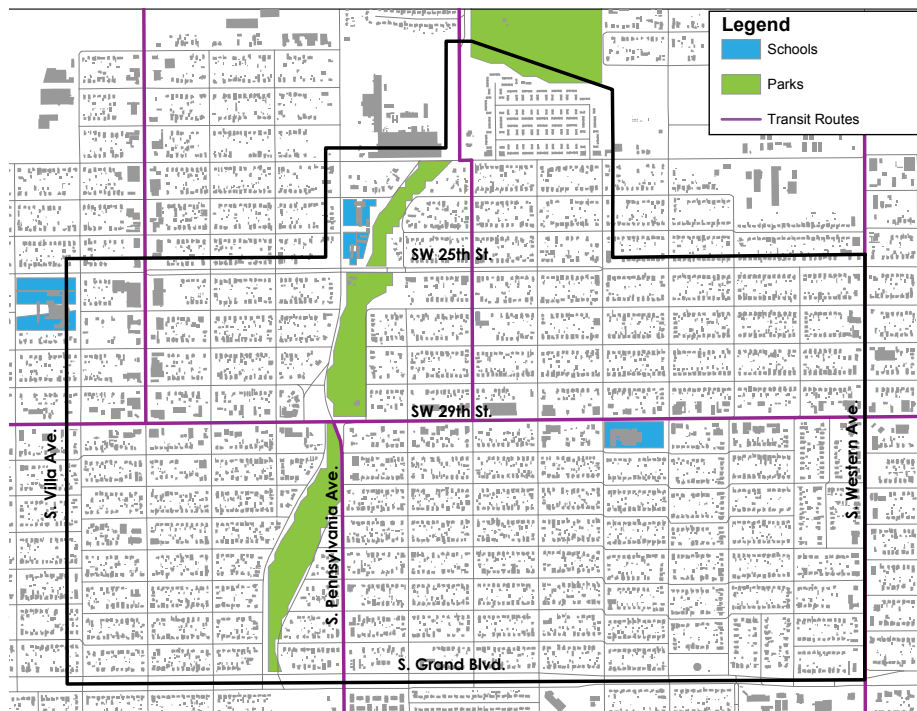 Legend
Schools
Parks
Transit Routes
SW 25th St.
SW 29th St.
S. Villa Ave.
S. Pennsylvania Ave.
S. Western Ave.
S. Grand Blvd.